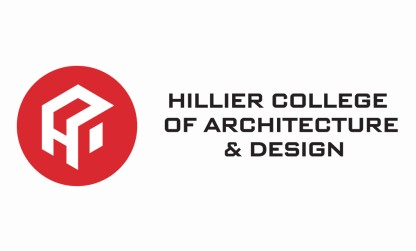 HILLIER COLLEGE
OF ARCHITECTURE
& DESIGN